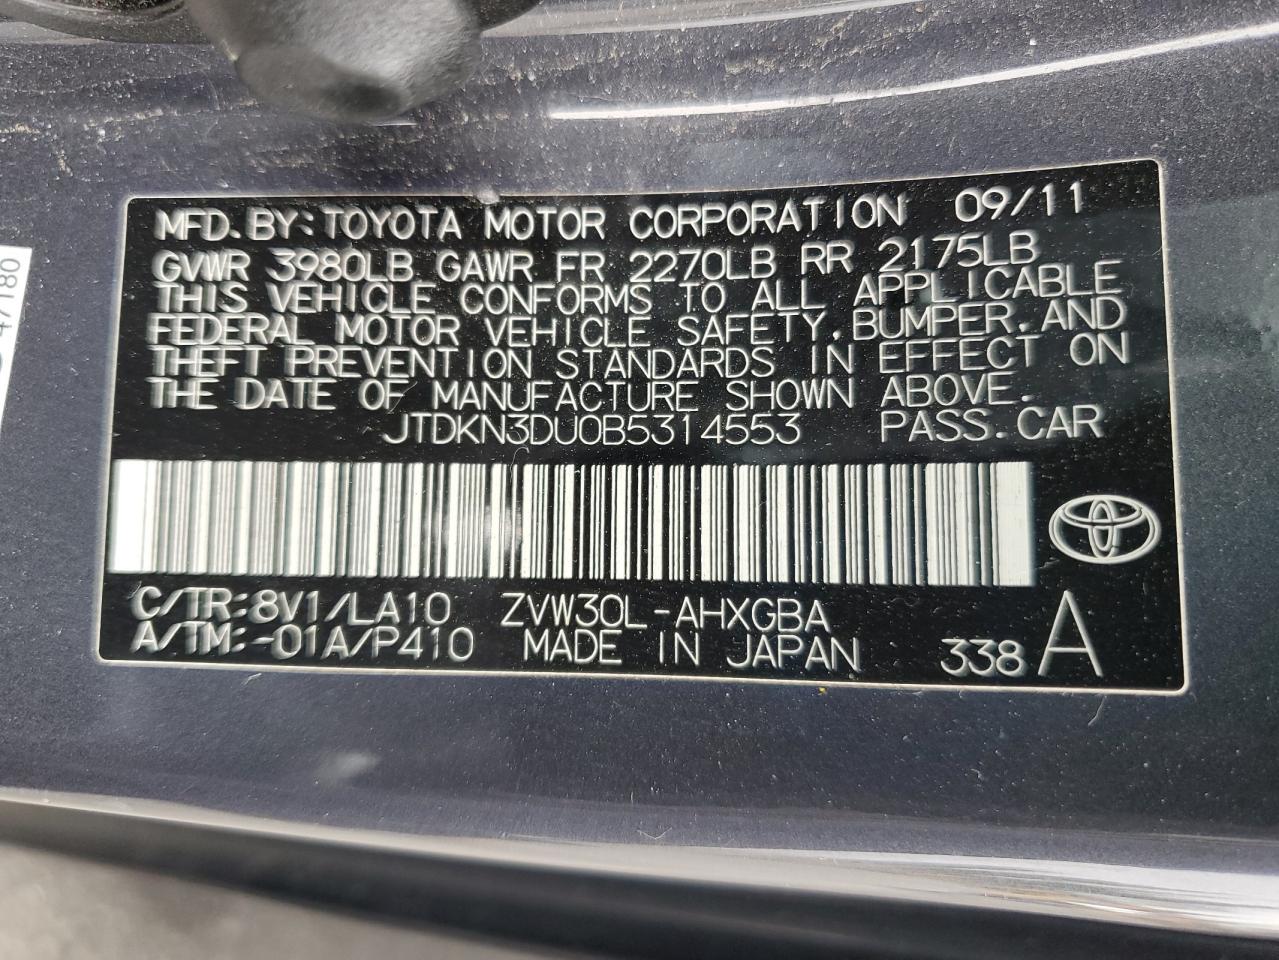 MFD.BY:TOYOTA MOTOR CORPORATION 09/11
GVWR 3980LB GAWR FR 2270LB RR 2175LB
THIS VEHICLE CONFORMS TO ALL APPLICABLE
FEDERAL MOTOR VEHICLE SAFETY.BUMPER.AND
THEFT PREVENTION STANDARDS IN EFFECT ON
THE DATE OF MANUFACTURE SHOWN ABOVE.
JTDKN3DU0B5314553 PASS.CAR
C/TR:8V1/LA10 ZVW30L-AHXGBA
A/TM:-01A/P410 MADE IN JAPAN 338 A